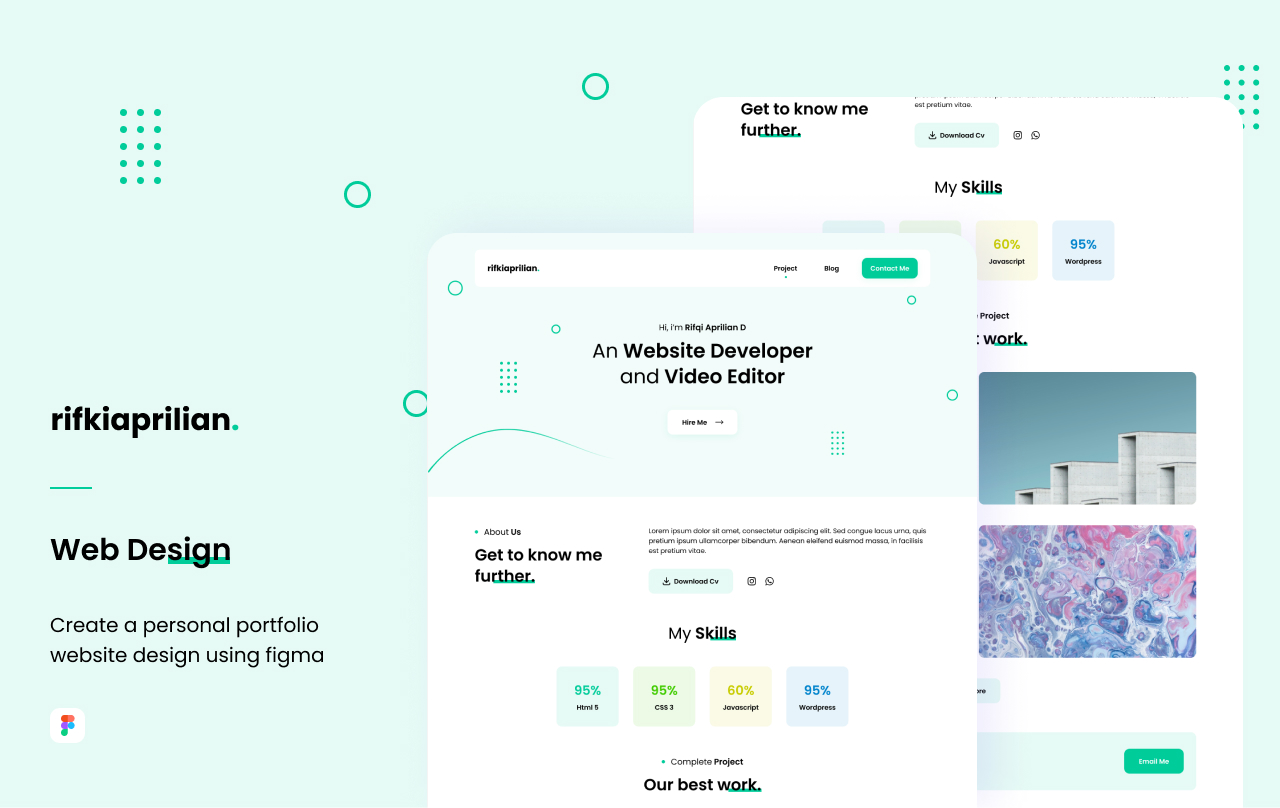 rifkiaprilian.
Web Design
Create a personal portfolio
website design using figma
rifkiaprilian.
Project
Blog
Contact Me
Hi, i'm Rifqi Aprilian D
An Website Developer
and Video Editor
Hire Me
About Us
Get to know me
further.
Lorem ipsum dolor sit amet, consectetur adipiscing elit. Sed congue lacus urna, quis
pretium ipsum ullamcorper bibendum. Aenean eleifend euismod massa, in facilisis
est pretium vitae.
Download Cv
My Skills
95%
Html 5
95%
CSS 3
60%
Javascript
95%
Wordpress
Complete Project
Our best work.
Get to know me
further.
est pretium vitae.
Download Cv
My Skills
60%
Javascript
95%
Wordpress
Project
work.
Email Me